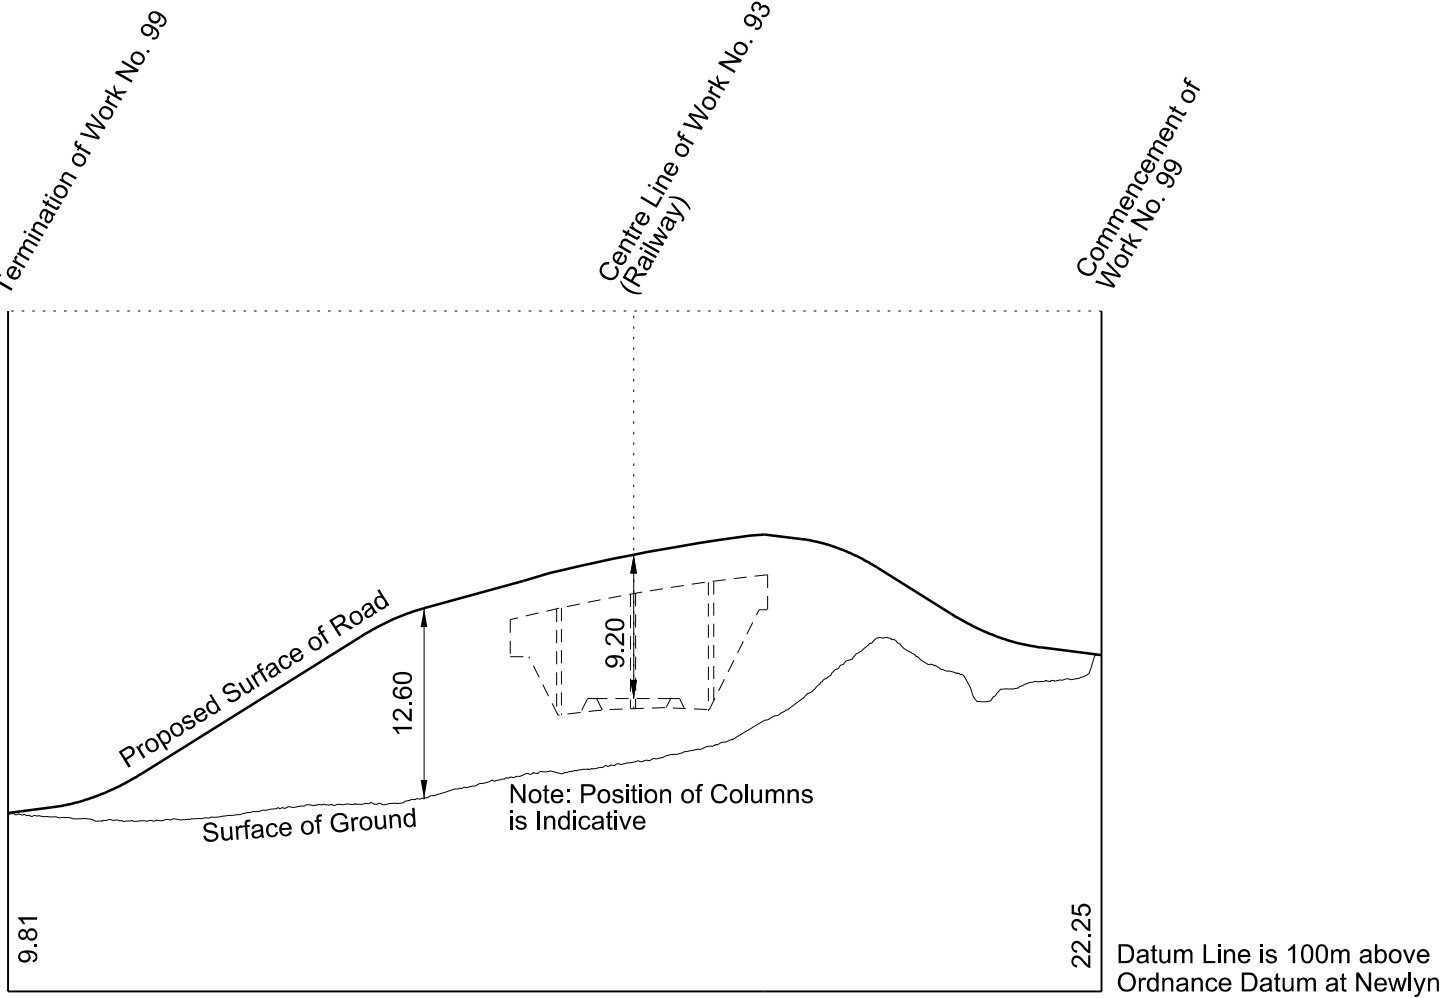 Termination of Work No. 99
Centre Line of Work No. 93
(Railway)
Commencement of
Work No. 99
Proposed Surface of Road
12.60
9.20
Surface of Ground
Note: Position of Columns
is Indicative
9.81
22.25
Datum Line is 100m above
Ordnance Datum at Newlyn